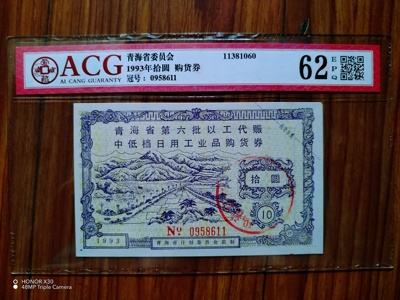 ACG
AI CANG GUARANTY
青海省委员会
1993年拾圆 购货券
冠号: 0958611
11381060
62
EPQ
青海省第六批以工代赈
中低档日用工业品购货券
拾圆
10
No 0958611
1993
HONOR X30
48MP Triple Camera